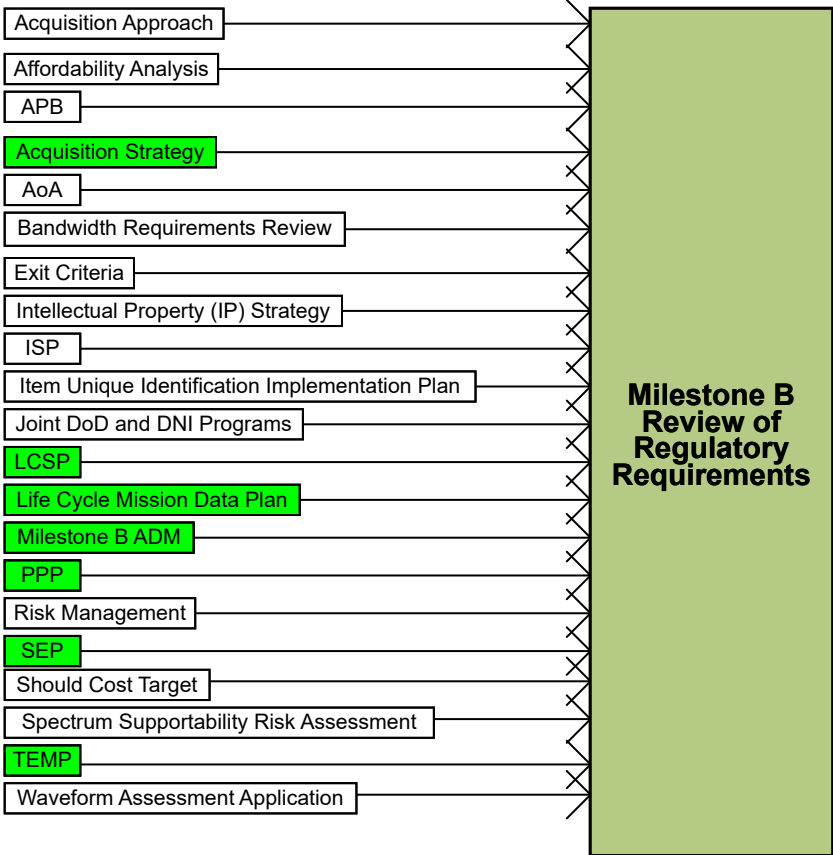 Acquisition Approach
Affordability Analysis
APB
Acquisition Strategy
AoA
Bandwidth Requirements Review
Exit Criteria
Intellectual Property (IP) Strategy
ISP
Item Unique Identification Implementation Plan
Joint DoD and DNI Programs
LCSP
Life Cycle Mission Data Plan
Milestone B ADM
PPP
Risk Management
SEP
Should Cost Target
Spectrum Supportability Risk Assessment
TEMP
Waveform Assessment Application
Milestone B
Review of
Regulatory
Requirements